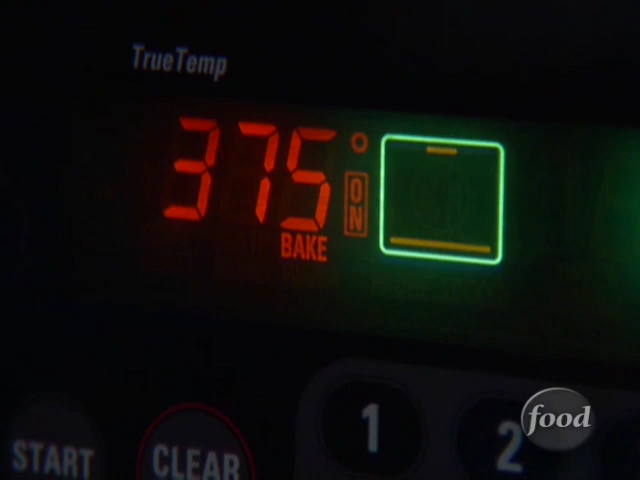 TrueTemp
375°
ON
BAKE
1
2
food
START
CLEAR